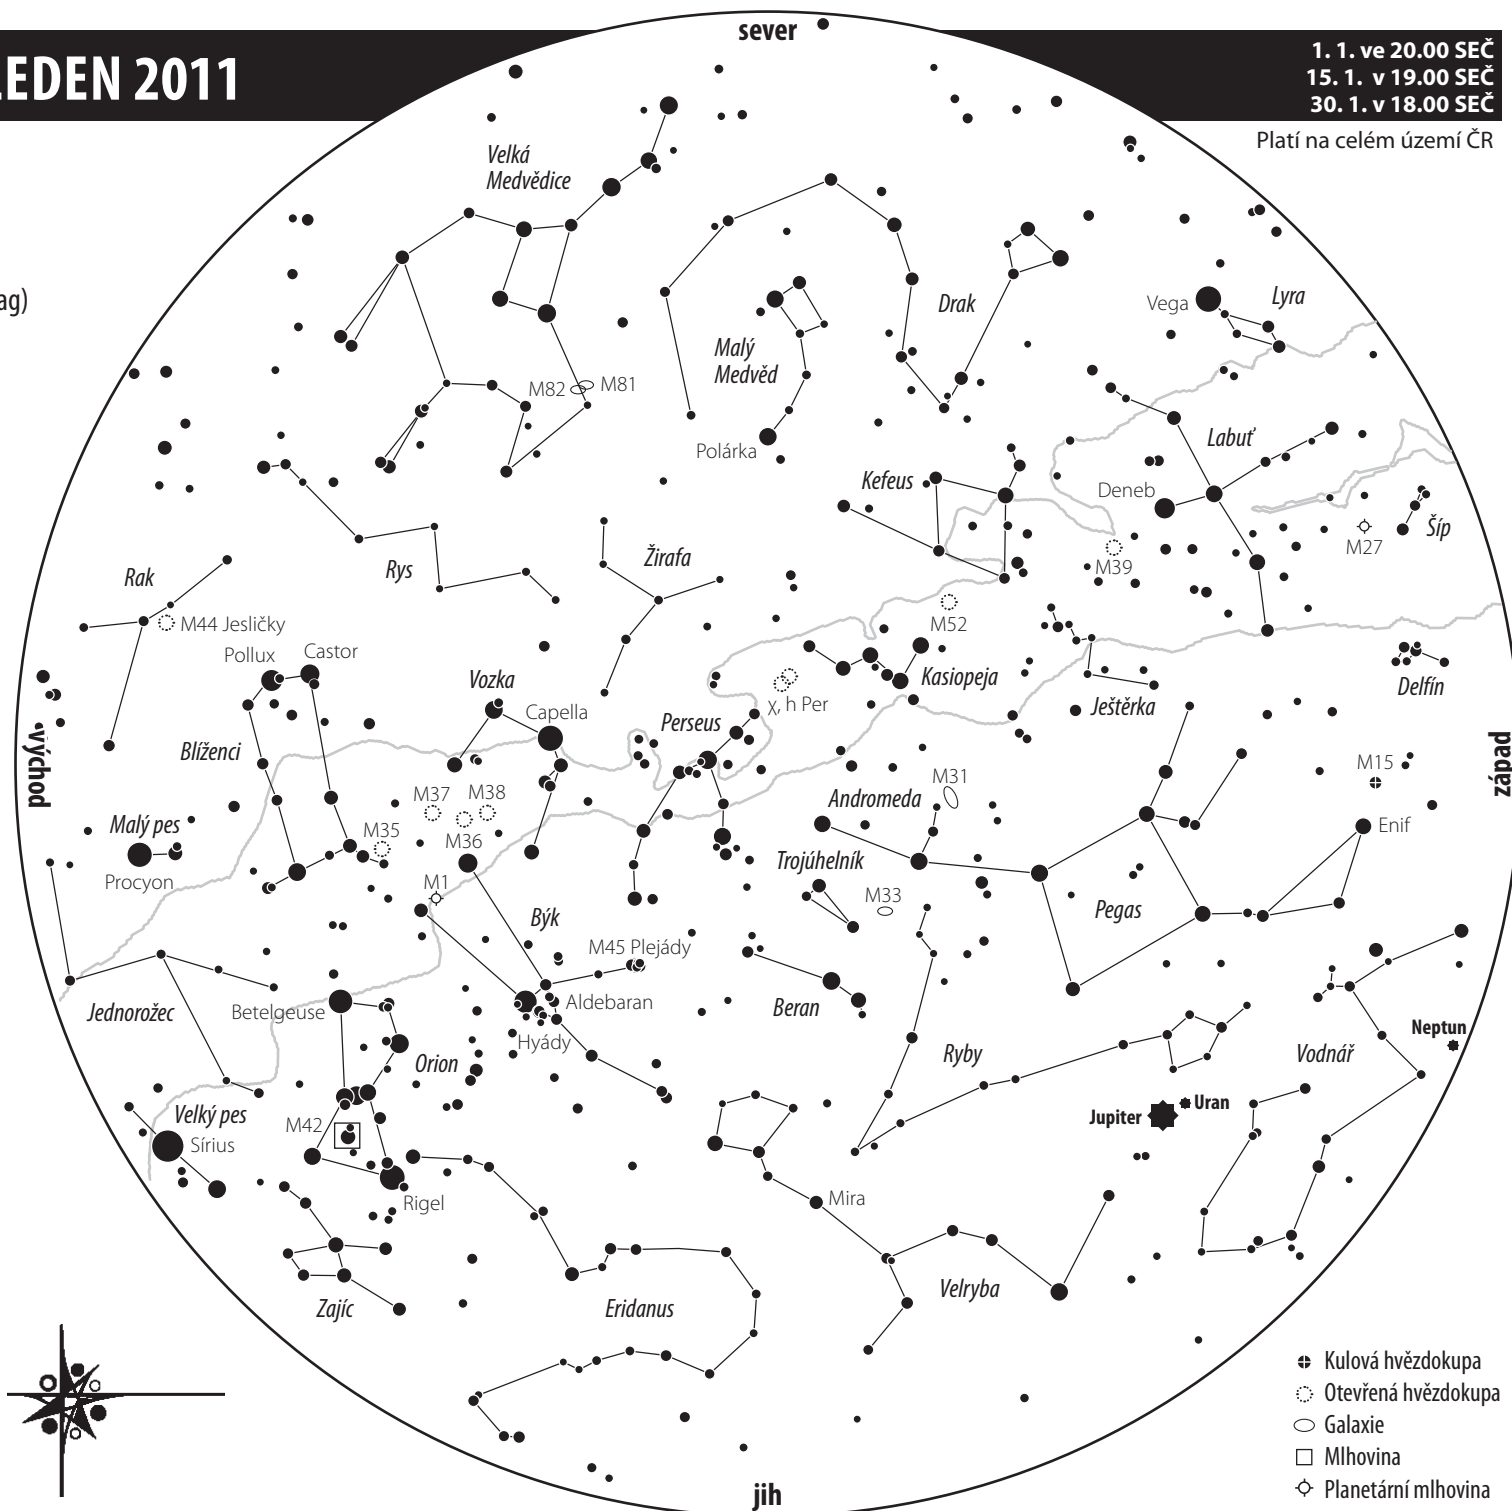 sever
EDEN 2011
1. 1. ve 20.00 SEČ
15. 1. v 19.00 SEČ
30. 1. v 18.00 SEČ
Platí na celém území ČR
ag)
Velká
Medvědice
Drak
Vega
Lyra
Malý
Medvěd
M82
M81
Polárka
Labuť
Kefeus
Deneb
Šíp
M27
M39
Rak
Rys
Žirafa
M44 Jesličky
M52
Pollux
Castor
Kasiopeja
Delfín
Vozka
Capella
Perseus
χ, h Per
Ještěrka
Blíženci
východ
západ
M15
M31
Andromeda
M37
M38
Malý pes
M35
M36
Enif
Trojúhelník
Procyon
M1
M33
Býk
Pegas
M45 Plejády
Jednorožec
Betelgeuse
Aldebaran
Beran
Hyády
Neptun
Orion
Ryby
Vodnář
Velký pes
M42
Jupiter
Uran
Sírius
Rigel
Mira
Zajíc
Eridanus
Velryba
Kulová hvězdokupa
Otevřená hvězdokupa
Galaxie
Mlhovina
Planetární mlhovina
jih